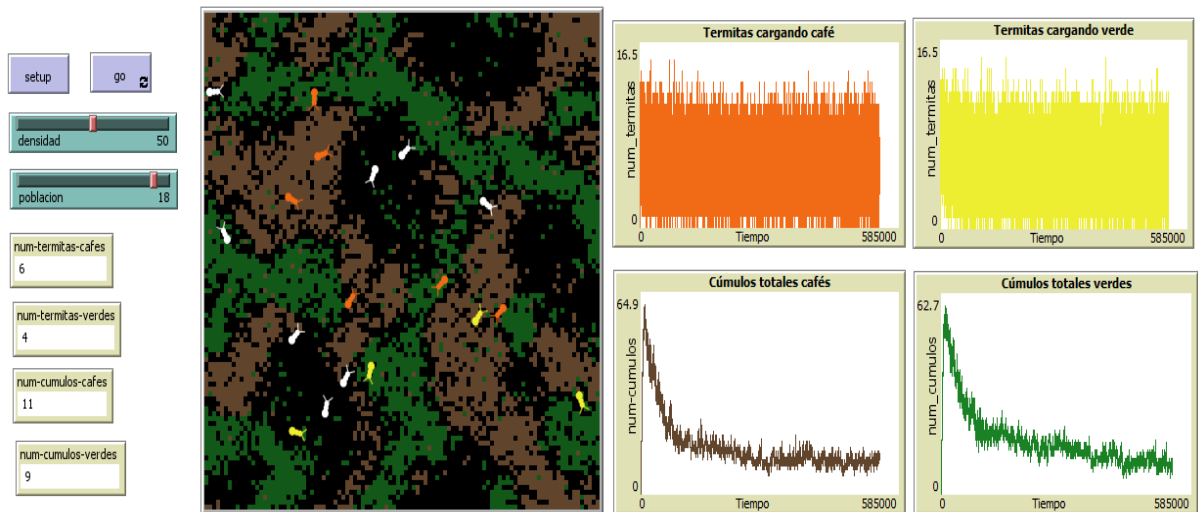 setup
go
densidad 50
poblacion 18
num-termitas-cafes
6
num-termitas-verdes
4
num-cumulos-cafes
11
num-cumulos-verdes
9
Termitas cargando café
16.5
num_termitas
0
0 Tiempo 585000
Termitas cargando verde
16.5
num_termitas
0
0 Tiempo 585000
Cúmulos totales cafés
64.9
num-cumulos
0
0 Tiempo 585000
Cúmulos totales verdes
62.7
num_cumulos
0
0 Tiempo 585000